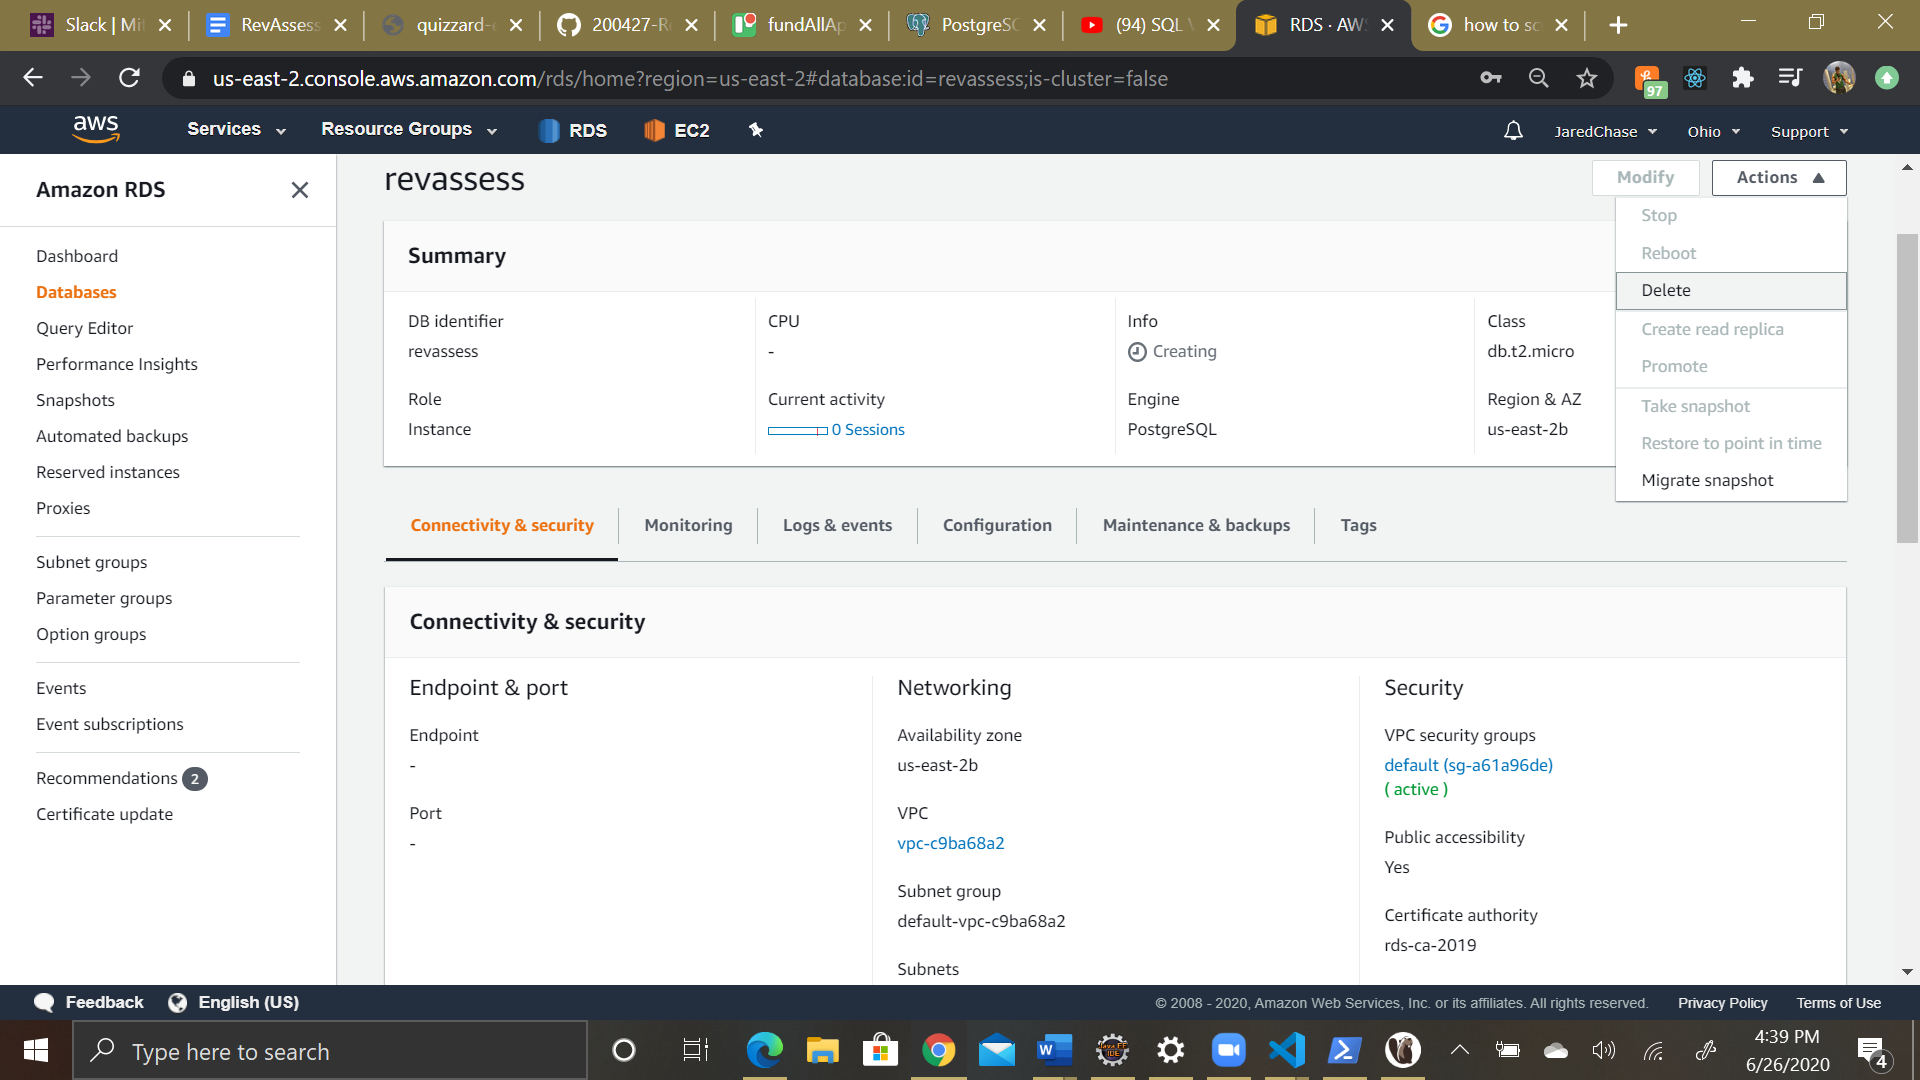 Slack | Mi
RevAssess
quizzard-e
200427-Re
fundAllAp
PostgreSQ
(94) SQL
RDS · AWS
how to sc
us-east-2.console.aws.amazon.com/rds/home?region=us-east-2#database:id=revassess;is-cluster=false
97
aws
Services
Resource Groups
RDS
EC2
JaredChase
Ohio
Support
Amazon RDS
Dashboard
Databases
Query Editor
Performance Insights
Snapshots
Automated backups
Reserved instances
Proxies
Subnet groups
Parameter groups
Option groups
Events
Event subscriptions
Recommendations 2
Certificate update
revassess
Modify
Actions
Stop
Reboot
Delete
Create read replica
Promote
Take snapshot
Restore to point in time
Migrate snapshot
Summary
DB identifier
revassess
CPU
-
Info
Creating
Class
db.t2.micro
Role
Instance
Current activity
0 Sessions
Engine
PostgreSQL
Region & AZ
us-east-2b
Connectivity & security
Monitoring
Logs & events
Configuration
Maintenance & backups
Tags
Connectivity & security
Endpoint & port
Endpoint
-
Port
-
Networking
Availability zone
us-east-2b
VPC
vpc-c9ba68a2
Subnet group
default-vpc-c9ba68a2
Subnets
Security
VPC security groups
default (sg-a61a96de)
( active )
Public accessibility
Yes
Certificate authority
rds-ca-2019
Feedback
English (US)
© 2008 - 2020, Amazon Web Services, Inc. or its affiliates. All rights reserved.
Privacy Policy
Terms of Use
Type here to search
4:39 PM
6/26/2020
4